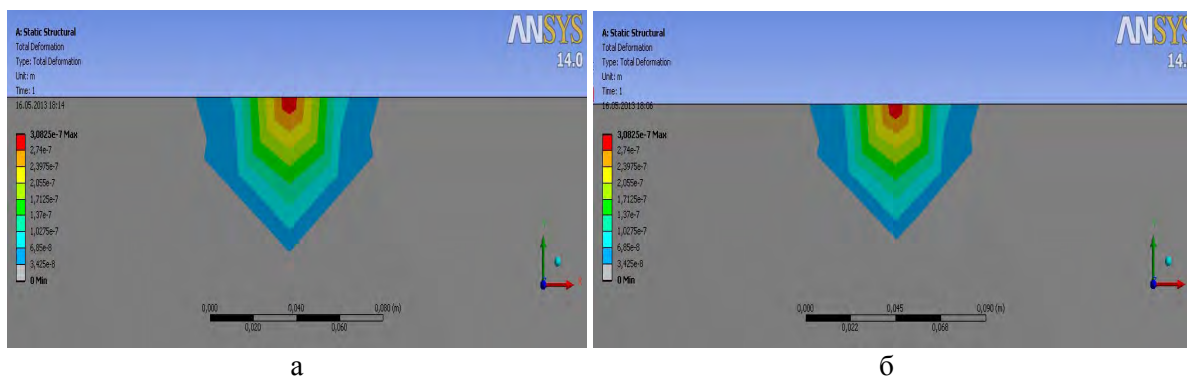 A: Static Structural
Total Deformation
Type: Total Deformation
Unit: m
Time: 1
16.05.2013 18:14
ANSYS
14.0
3,0825e-7 Max
2,74e-7
2,3975e-7
2,055e-7
1,7125e-7
1,37e-7
1,0275e-7
6,85e-8
3,425e-8
0 Min
0,000
0,040
0,080 (m)
0,020
0,060
X
а
A: Static Structural
Total Deformation
Type: Total Deformation
Unit: m
Time: 1
16.05.2013 18:06
ANSYS
14.0
3,0825e-7 Max
2,74e-7
2,3975e-7
2,055e-7
1,7125e-7
1,37e-7
1,0275e-7
6,85e-8
3,425e-8
0 Min
0,000
0,045
0,090 (m)
0,022
0,068
б